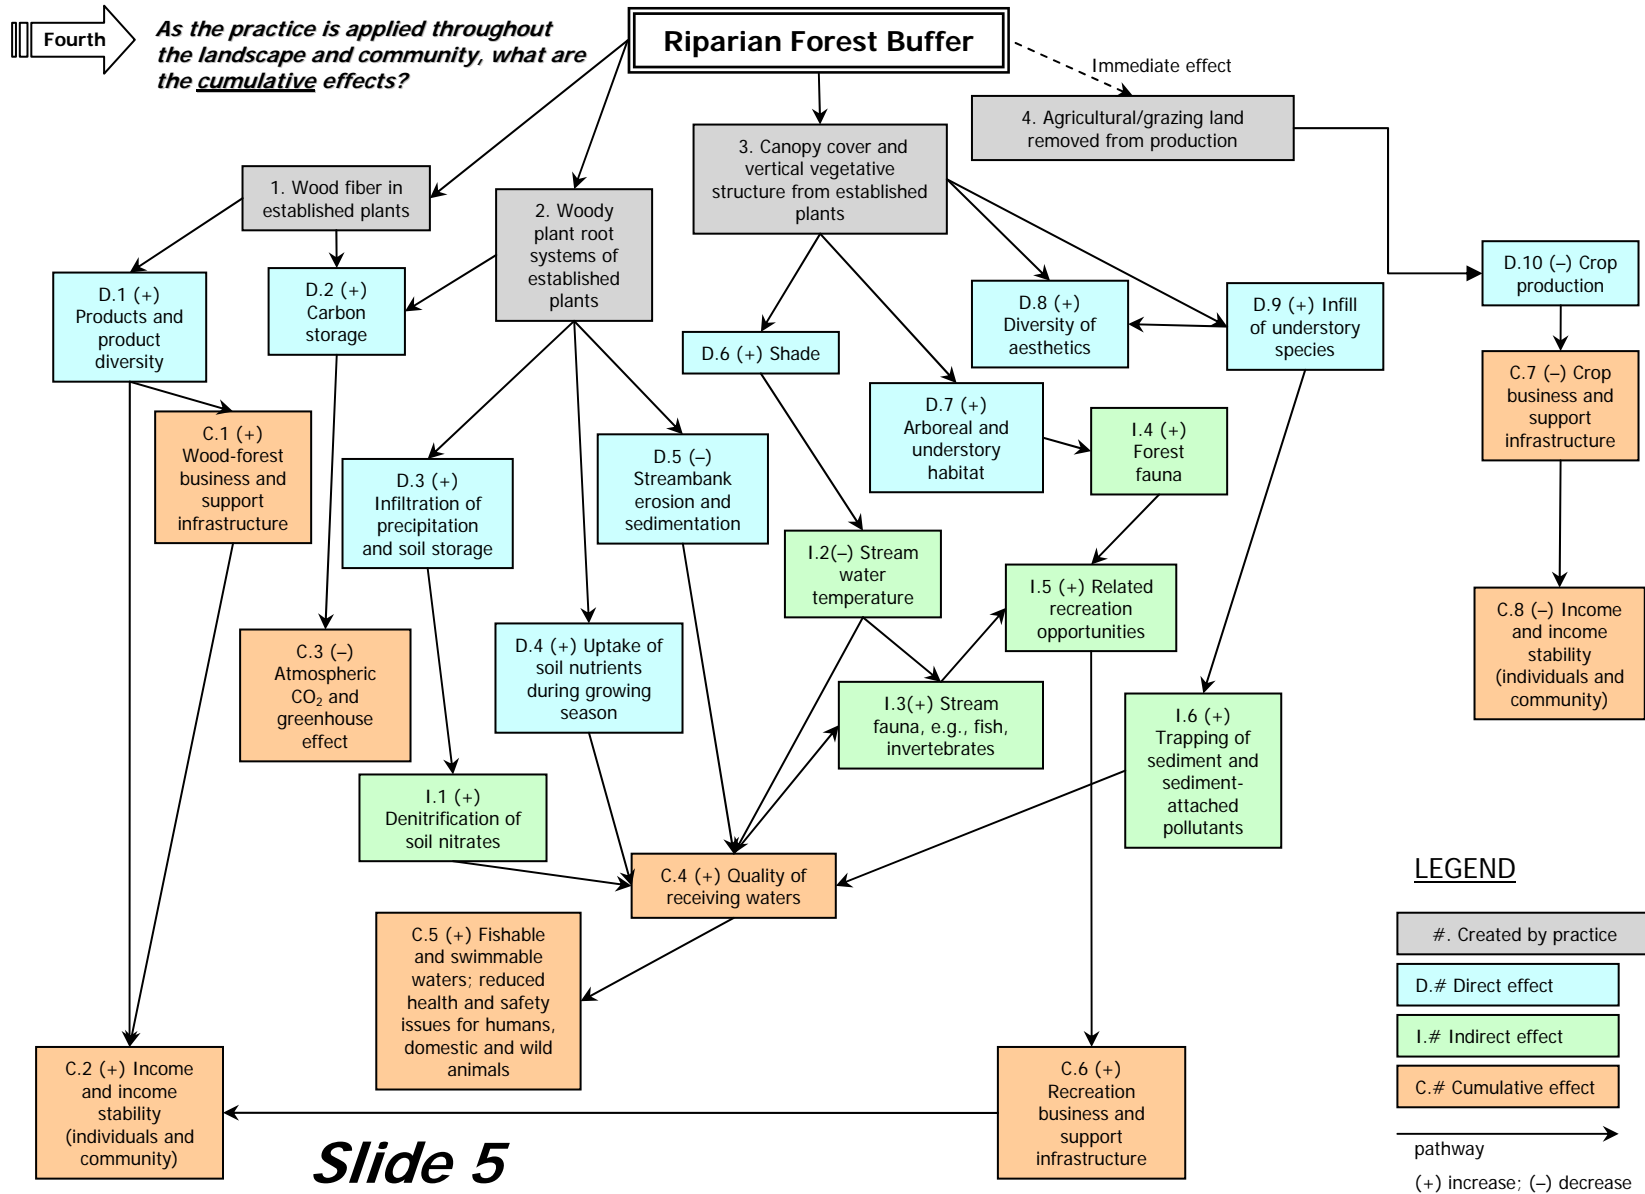 Fourth
As the practice is applied throughout
the landscape and community, what are
the cumulative effects?
Riparian Forest Buffer
Immediate effect
4. Agricultural/grazing land
removed from production
3. Canopy cover and
vertical vegetative
structure from established
plants
1. Wood fiber in
established plants
2. Woody
plant root
systems of
established
plants
D.1 (+)
Products and
product
diversity
D.2 (+)
Carbon
storage
D.6 (+) Shade
D.8 (+)
Diversity of
aesthetics
D.9 (+) Infill
of understory
species
D.10 (–) Crop
production
C.7 (–) Crop
business and
support
infrastructure
C.1 (+)
Wood-forest
business and
support
infrastructure
D.3 (+)
Infiltration of
precipitation
and soil storage
D.5 (–)
Streambank
erosion and
sedimentation
D.7 (+)
Arboreal and
understory
habitat
I.4 (+)
Forest
fauna
I.2(–) Stream
water
temperature
I.5 (+) Related
recreation
opportunities
C.8 (–) Income
and income
stability
(individuals and
community)
C.3 (–)
Atmospheric
CO2 and
greenhouse
effect
D.4 (+) Uptake of
soil nutrients
during growing
season
I.3(+) Stream
fauna, e.g., fish,
invertebrates
I.6 (+)
Trapping of
sediment and
sediment-
attached
pollutants
I.1 (+)
Denitrification of
soil nitrates
C.4 (+) Quality of
receiving waters
C.5 (+) Fishable
and swimmable
waters; reduced
health and safety
issues for humans,
domestic and wild
animals
C.2 (+) Income
and income
stability
(individuals and
community)
C.6 (+)
Recreation
business and
support
infrastructure
Slide 5
LEGEND
#. Created by practice
D.# Direct effect
I.# Indirect effect
C.# Cumulative effect
pathway
(+) increase; (–) decrease